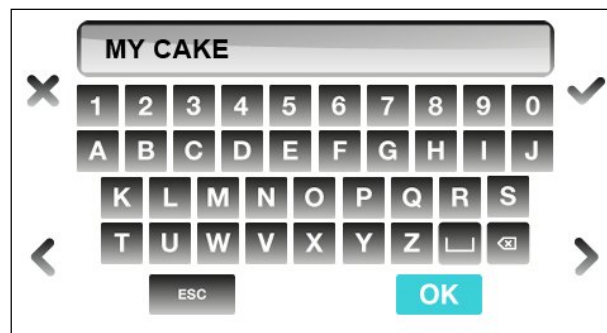 MY CAKE
1 2 3 4 5 6 7 8 9 0
A B C D E F G H I J
K L M N O P Q R S
T U W V X Y Z
ESC OK